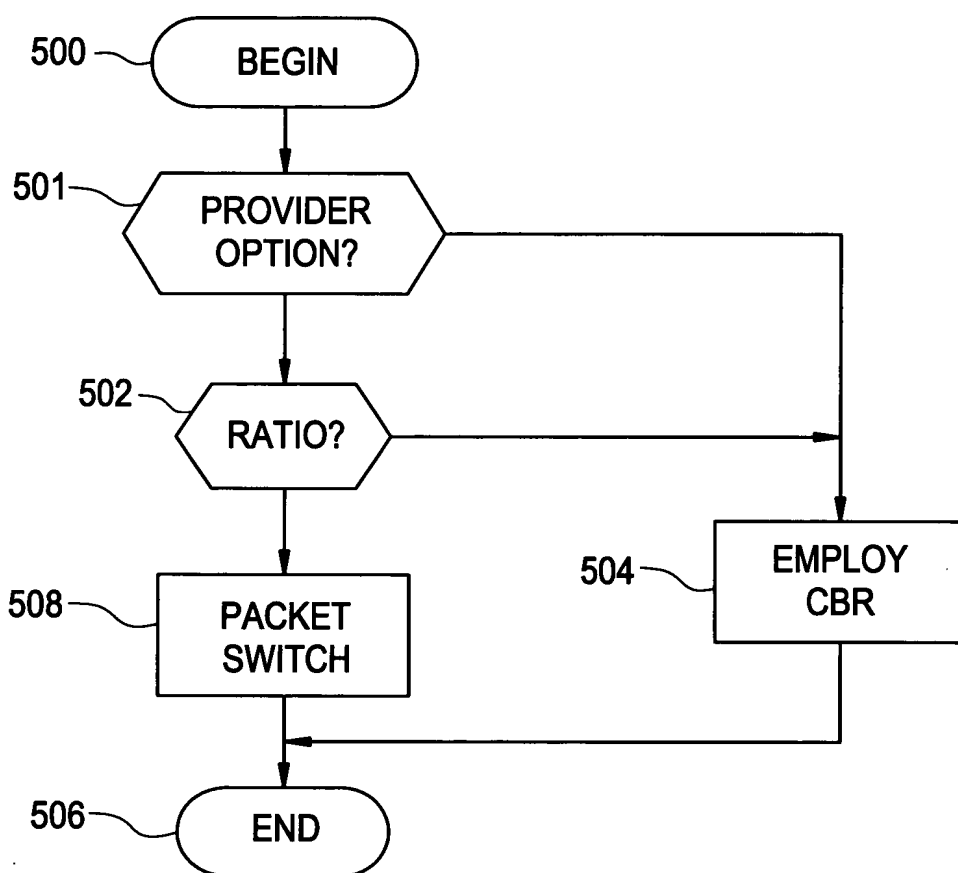 500
BEGIN
501
PROVIDER
OPTION?
502
RATIO?
508
PACKET
SWITCH
504
EMPLOY
CBR
506
END